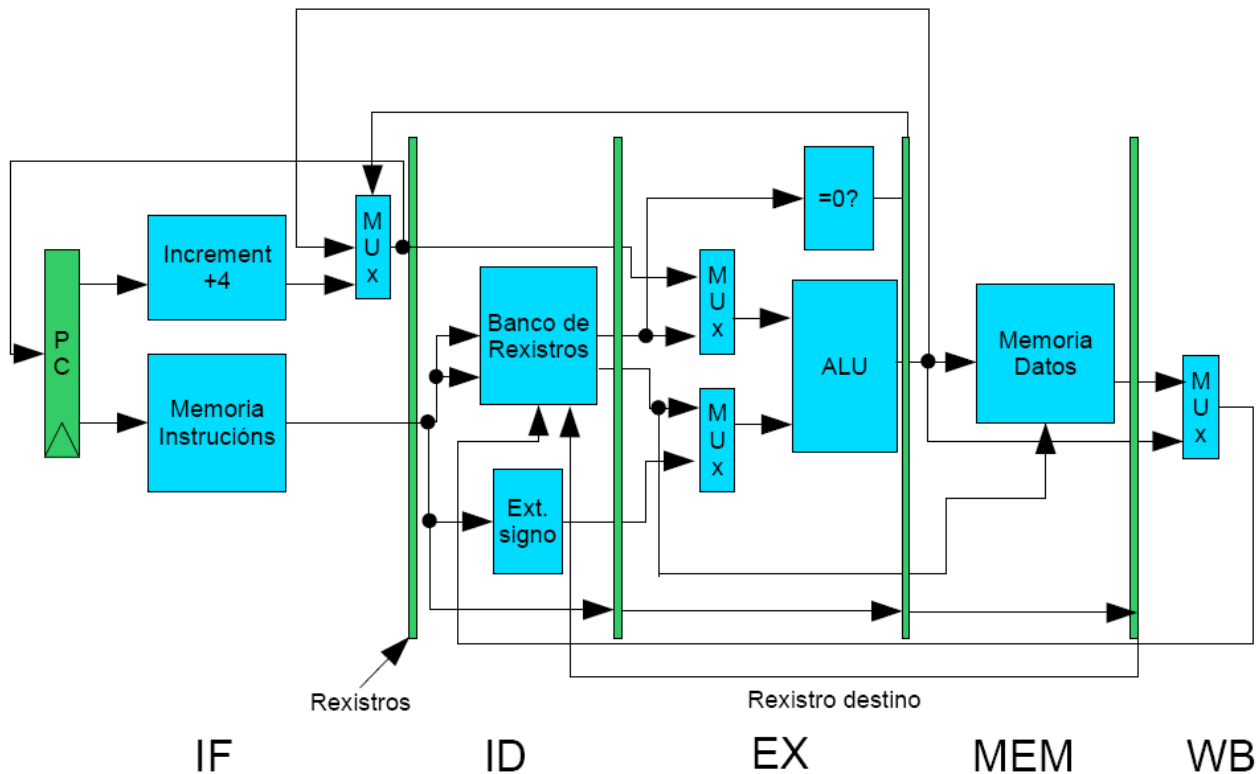 M
U
x
Increment
+4
PC
Memoria
Instrucións
Banco de
Rexistros
Ext.
signo
=0?
M
U
x
M
U
x
ALU
Memoria
Datos
M
U
x
Rexistros
Rexistro destino
IF
ID
EX
MEM
WB